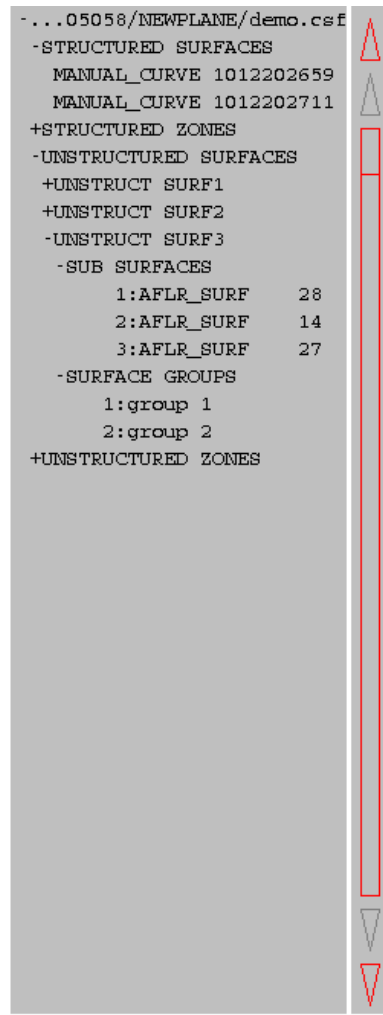 -...05058/NEWPLANE/demo.csf
-STRUCTURED SURFACES
MANUAL_CURVE 1012202659
MANUAL_CURVE 1012202711
+STRUCTURED ZONES
-UNSTRUCTURED SURFACES
+UNSTRUCT SURF1
+UNSTRUCT SURF2
-UNSTRUCT SURF3
-SUB SURFACES
1:AFLR_SURF 28
2:AFLR_SURF 14
3:AFLR_SURF 27
-SURFACE GROUPS
1:group 1
2:group 2
+UNSTRUCTURED ZONES